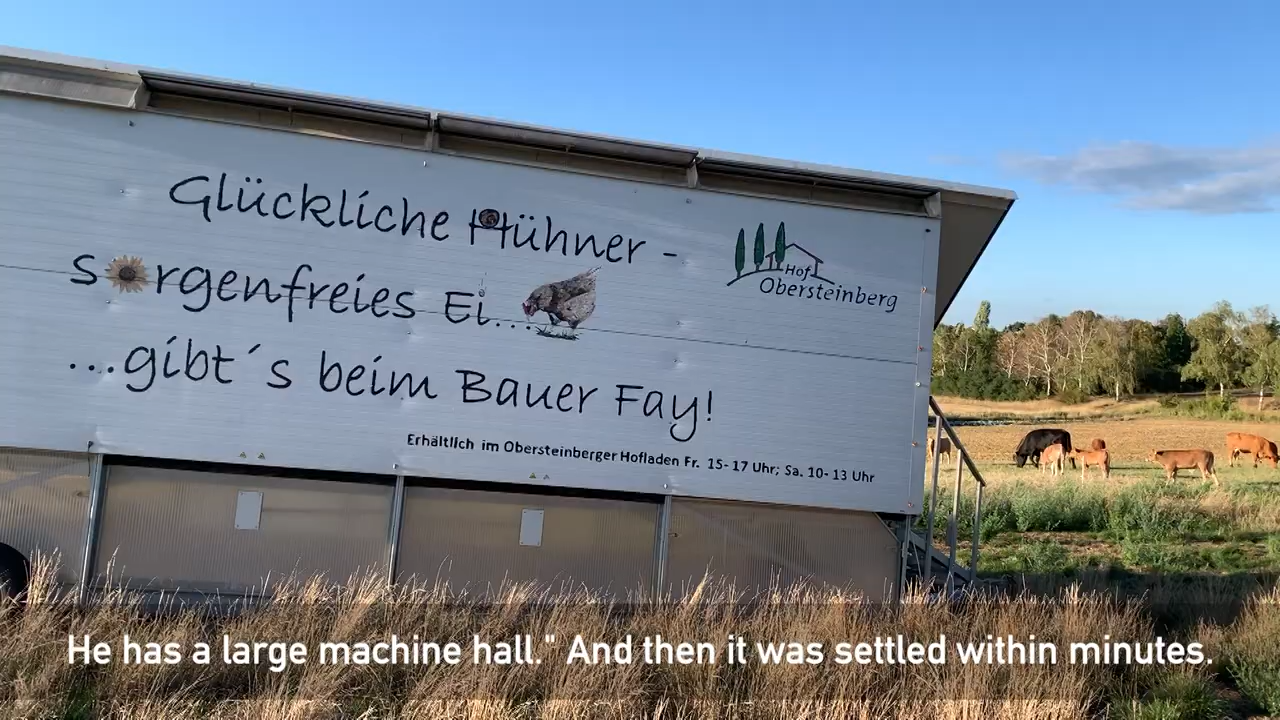 Glückliche Hühner -
sorgenfreies Ei...
...gibt´s beim Bauer Fay!
Erhältlich im Obersteinberger Hofladen Fr. 15-17 Uhr; Sa. 10-13 Uhr
Hof
Obersteinberg
He has a large machine hall." And then it was settled within minutes.